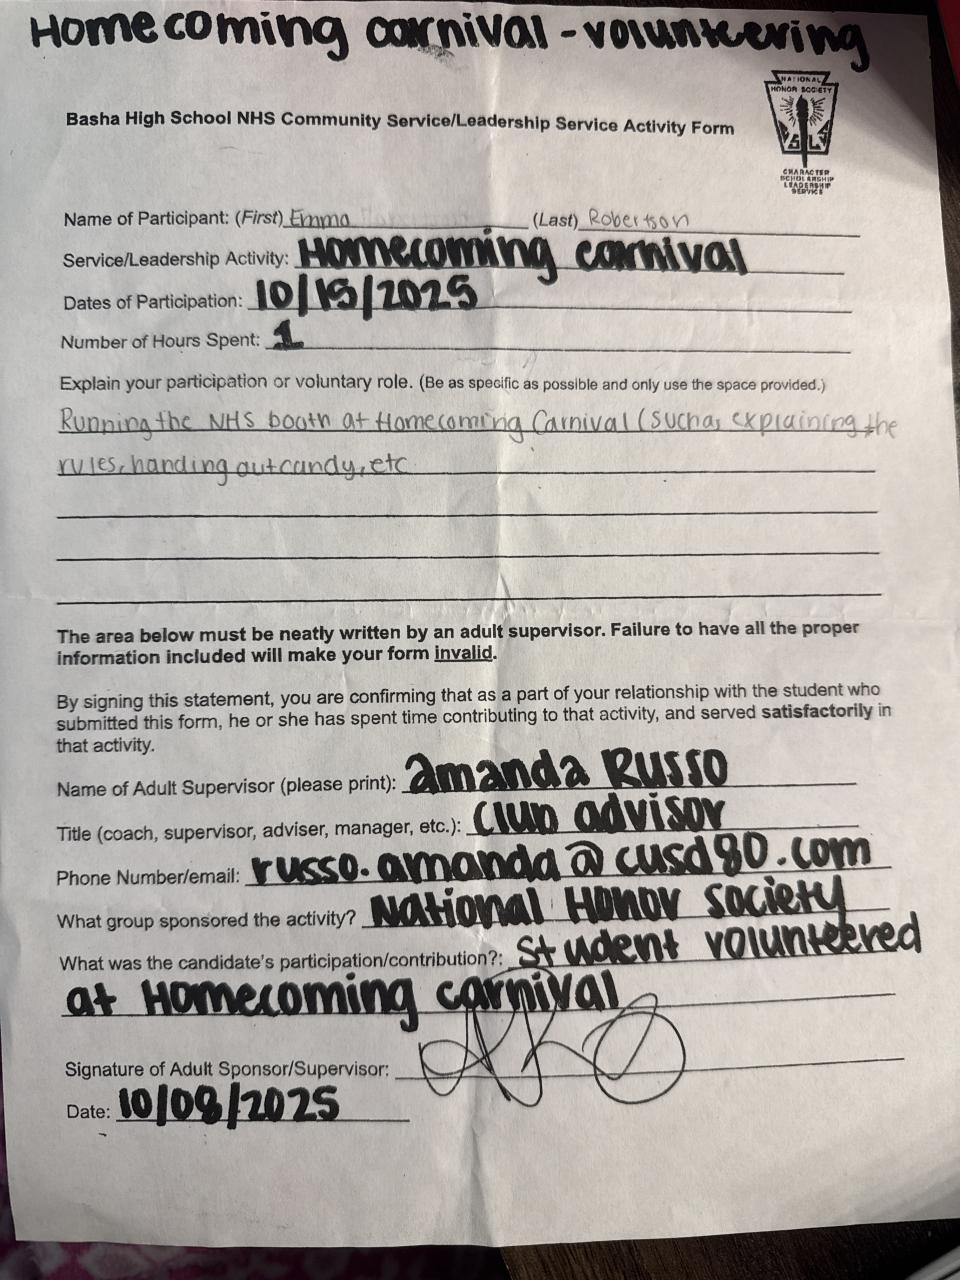 Homecoming carnival - volunteering
NATIONAL
HONOR SOCIETY
CHARACTER
SCHOLARSHIP
LEADERSHIP
SERVICE
Basha High School NHS Community Service/Leadership Service Activity Form
Name of Participant: (First) Emma (Last) Robertson
Service/Leadership Activity: Homecoming carnival
Dates of Participation: 10/15/2025
Number of Hours Spent: 1
Explain your participation or voluntary role. (Be as specific as possible and only use the space provided.)
Running the NHS booth at Homecoming Carnival (such as explaining the
rules, handing out candy, etc
The area below must be neatly written by an adult supervisor. Failure to have all the proper
information included will make your form invalid.
By signing this statement, you are confirming that as a part of your relationship with the student who
submitted this form, he or she has spent time contributing to that activity, and served satisfactorily in
that activity.
Name of Adult Supervisor (please print): amanda Russo
Title (coach, supervisor, adviser, manager, etc.): Club advisor
Phone Number/email: russo.amanda@cusd80.com
What group sponsored the activity? National Honor Society
What was the candidate's participation/contribution?: Student volunteered
at Homecoming carnival
Signature of Adult Sponsor/Supervisor:
Date: 10/08/2025